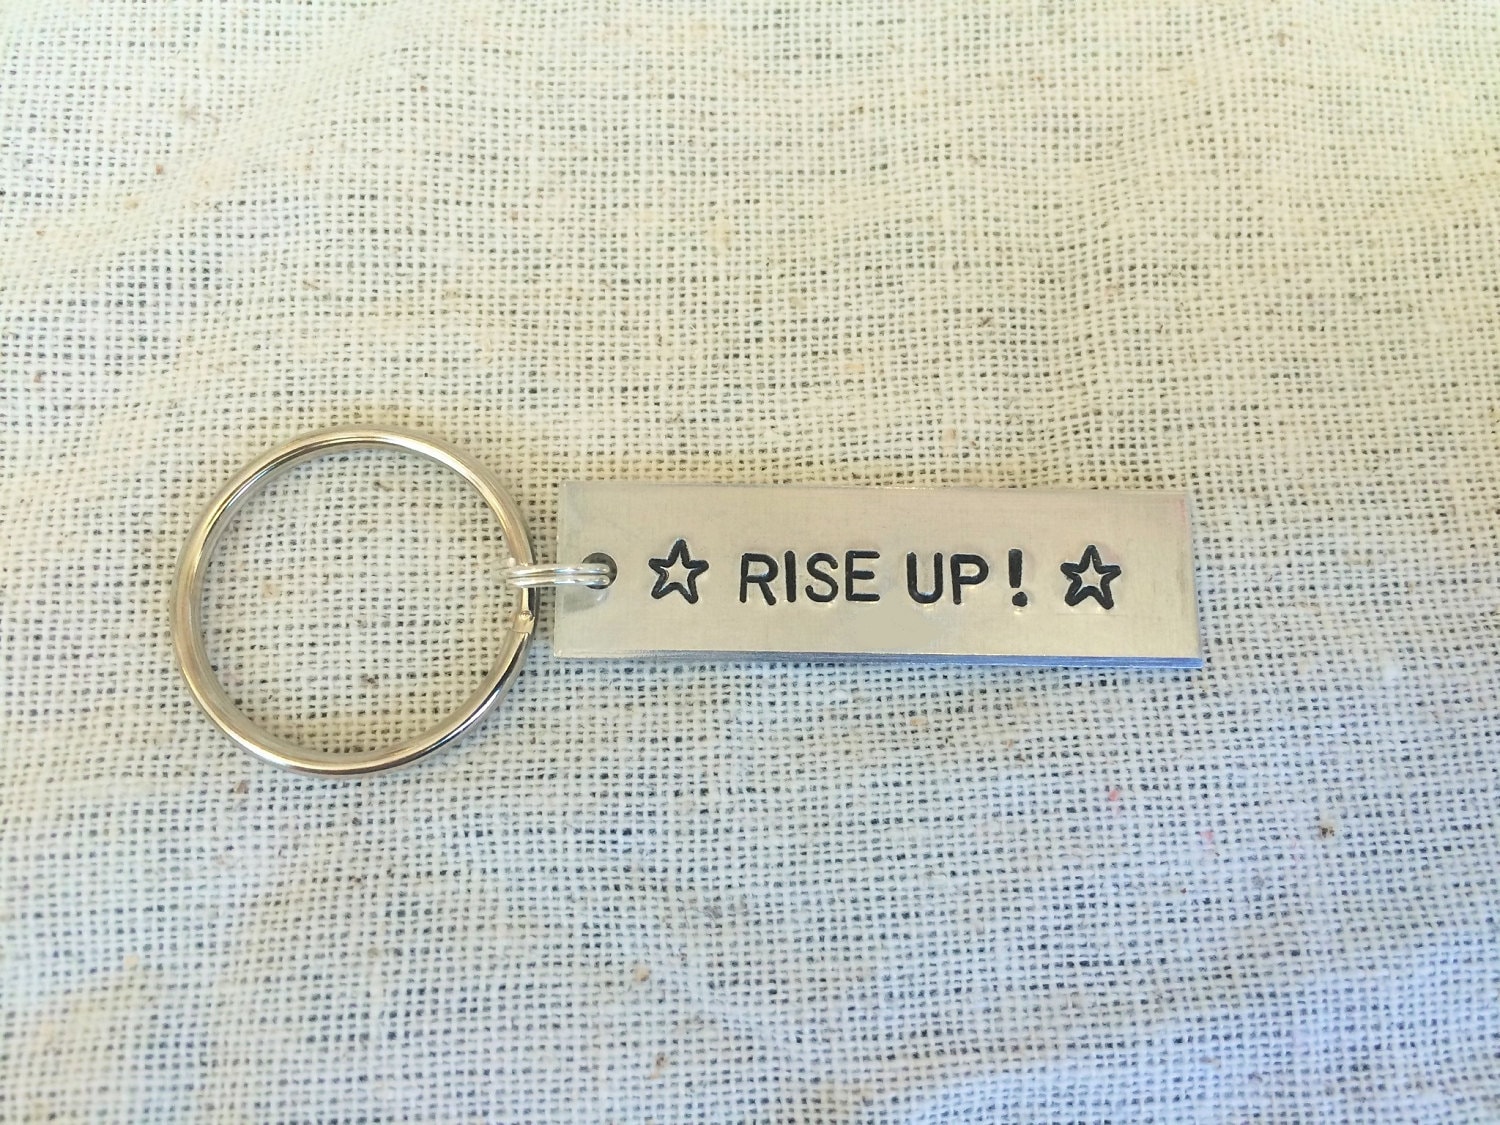 ☆ RISE UP! ☆